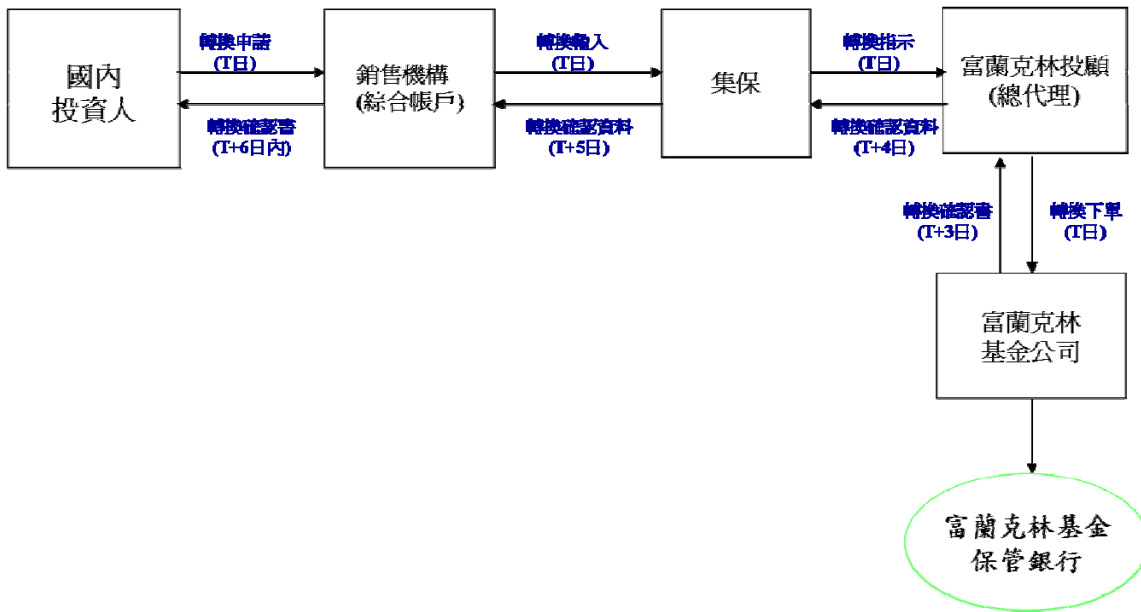 轉換申請
(T日)
轉換輸入
(T日)
轉換指示
(T日)
國內
投資人
銷售機構
(綜合帳戶)
集保
富蘭克林投顧
(總代理)
轉換確認書
(T+6日內)
轉換確認資料
(T+5日)
轉換確認資料
(T+4日)
轉換確認書
(T+3日)
轉換下單
(T日)
富蘭克林
基金公司
富蘭克林基金
保管銀行